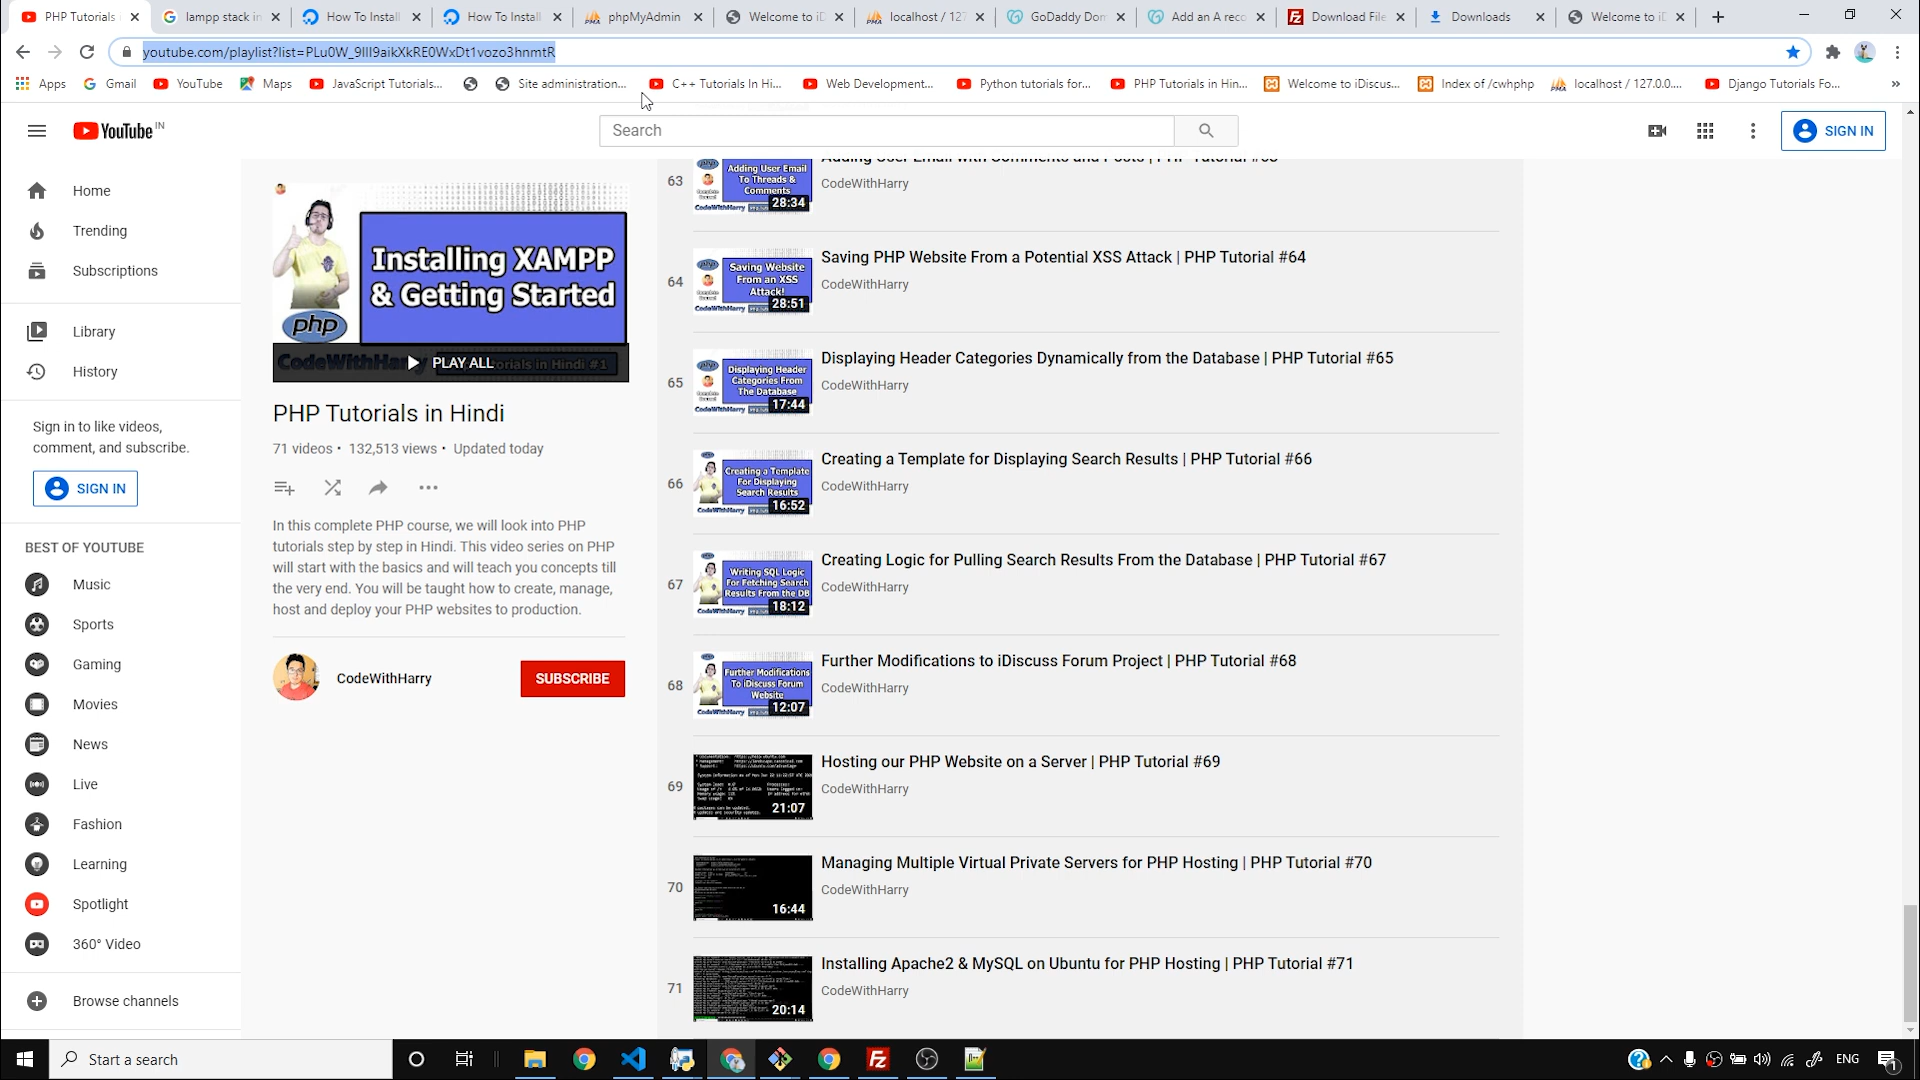 PHP Tutorials
lampp stack in
How To Install
How To Install
phpMyAdmin
Welcome to iD
localhost / 127
GoDaddy Dom
Add an A reco
Download File
Downloads
Welcome to iD
youtube.com/playlist?list=PLu0W_9lII9aikXkRE0WxDt1vozo3hnmtR
Apps
Gmail
YouTube
Maps
JavaScript Tutorials...
Site administration...
C++ Tutorials In Hi...
Web Development...
Python tutorials for...
PHP Tutorials in Hin...
Welcome to iDiscus...
Index of /cwhphp
localhost / 127.0.0....
Django Tutorials Fo...
YouTube IN
Search
SIGN IN
Home
Trending
Subscriptions
Library
History
Sign in to like videos,
comment, and subscribe.
SIGN IN
BEST OF YOUTUBE
Music
Sports
Gaming
Movies
News
Live
Fashion
Learning
Spotlight
360° Video
Browse channels
Installing XAMPP
& Getting Started
php
PLAY ALL
PHP Tutorials in Hindi
71 videos • 132,513 views • Updated today
In this complete PHP course, we will look into PHP
tutorials step by step in Hindi. This video series on PHP
will start with the basics and will teach you concepts till
the very end. You will be taught how to create, manage,
host and deploy your PHP websites to production.
CodeWithHarry
SUBSCRIBE
63
Adding User Email
To Threads &
Comments
28:34
Adding User Email with Comments and Posts | PHP Tutorial #63
CodeWithHarry
64
Saving Website
From an XSS
Attack!
28:51
Saving PHP Website From a Potential XSS Attack | PHP Tutorial #64
CodeWithHarry
65
Displaying Header
Categories From
The Database
17:44
Displaying Header Categories Dynamically from the Database | PHP Tutorial #65
CodeWithHarry
66
Creating a Template
For Displaying
Search Results
16:52
Creating a Template for Displaying Search Results | PHP Tutorial #66
CodeWithHarry
67
Writing SQL Logic
For Fetching Search
Results From the DB
18:12
Creating Logic for Pulling Search Results From the Database | PHP Tutorial #67
CodeWithHarry
68
Further Modifications
To iDiscuss Forum
Website
12:07
Further Modifications to iDiscuss Forum Project | PHP Tutorial #68
CodeWithHarry
69
21:07
Hosting our PHP Website on a Server | PHP Tutorial #69
CodeWithHarry
70
16:44
Managing Multiple Virtual Private Servers for PHP Hosting | PHP Tutorial #70
CodeWithHarry
71
20:14
Installing Apache2 & MySQL on Ubuntu for PHP Hosting | PHP Tutorial #71
CodeWithHarry
Start a search
ENG
1